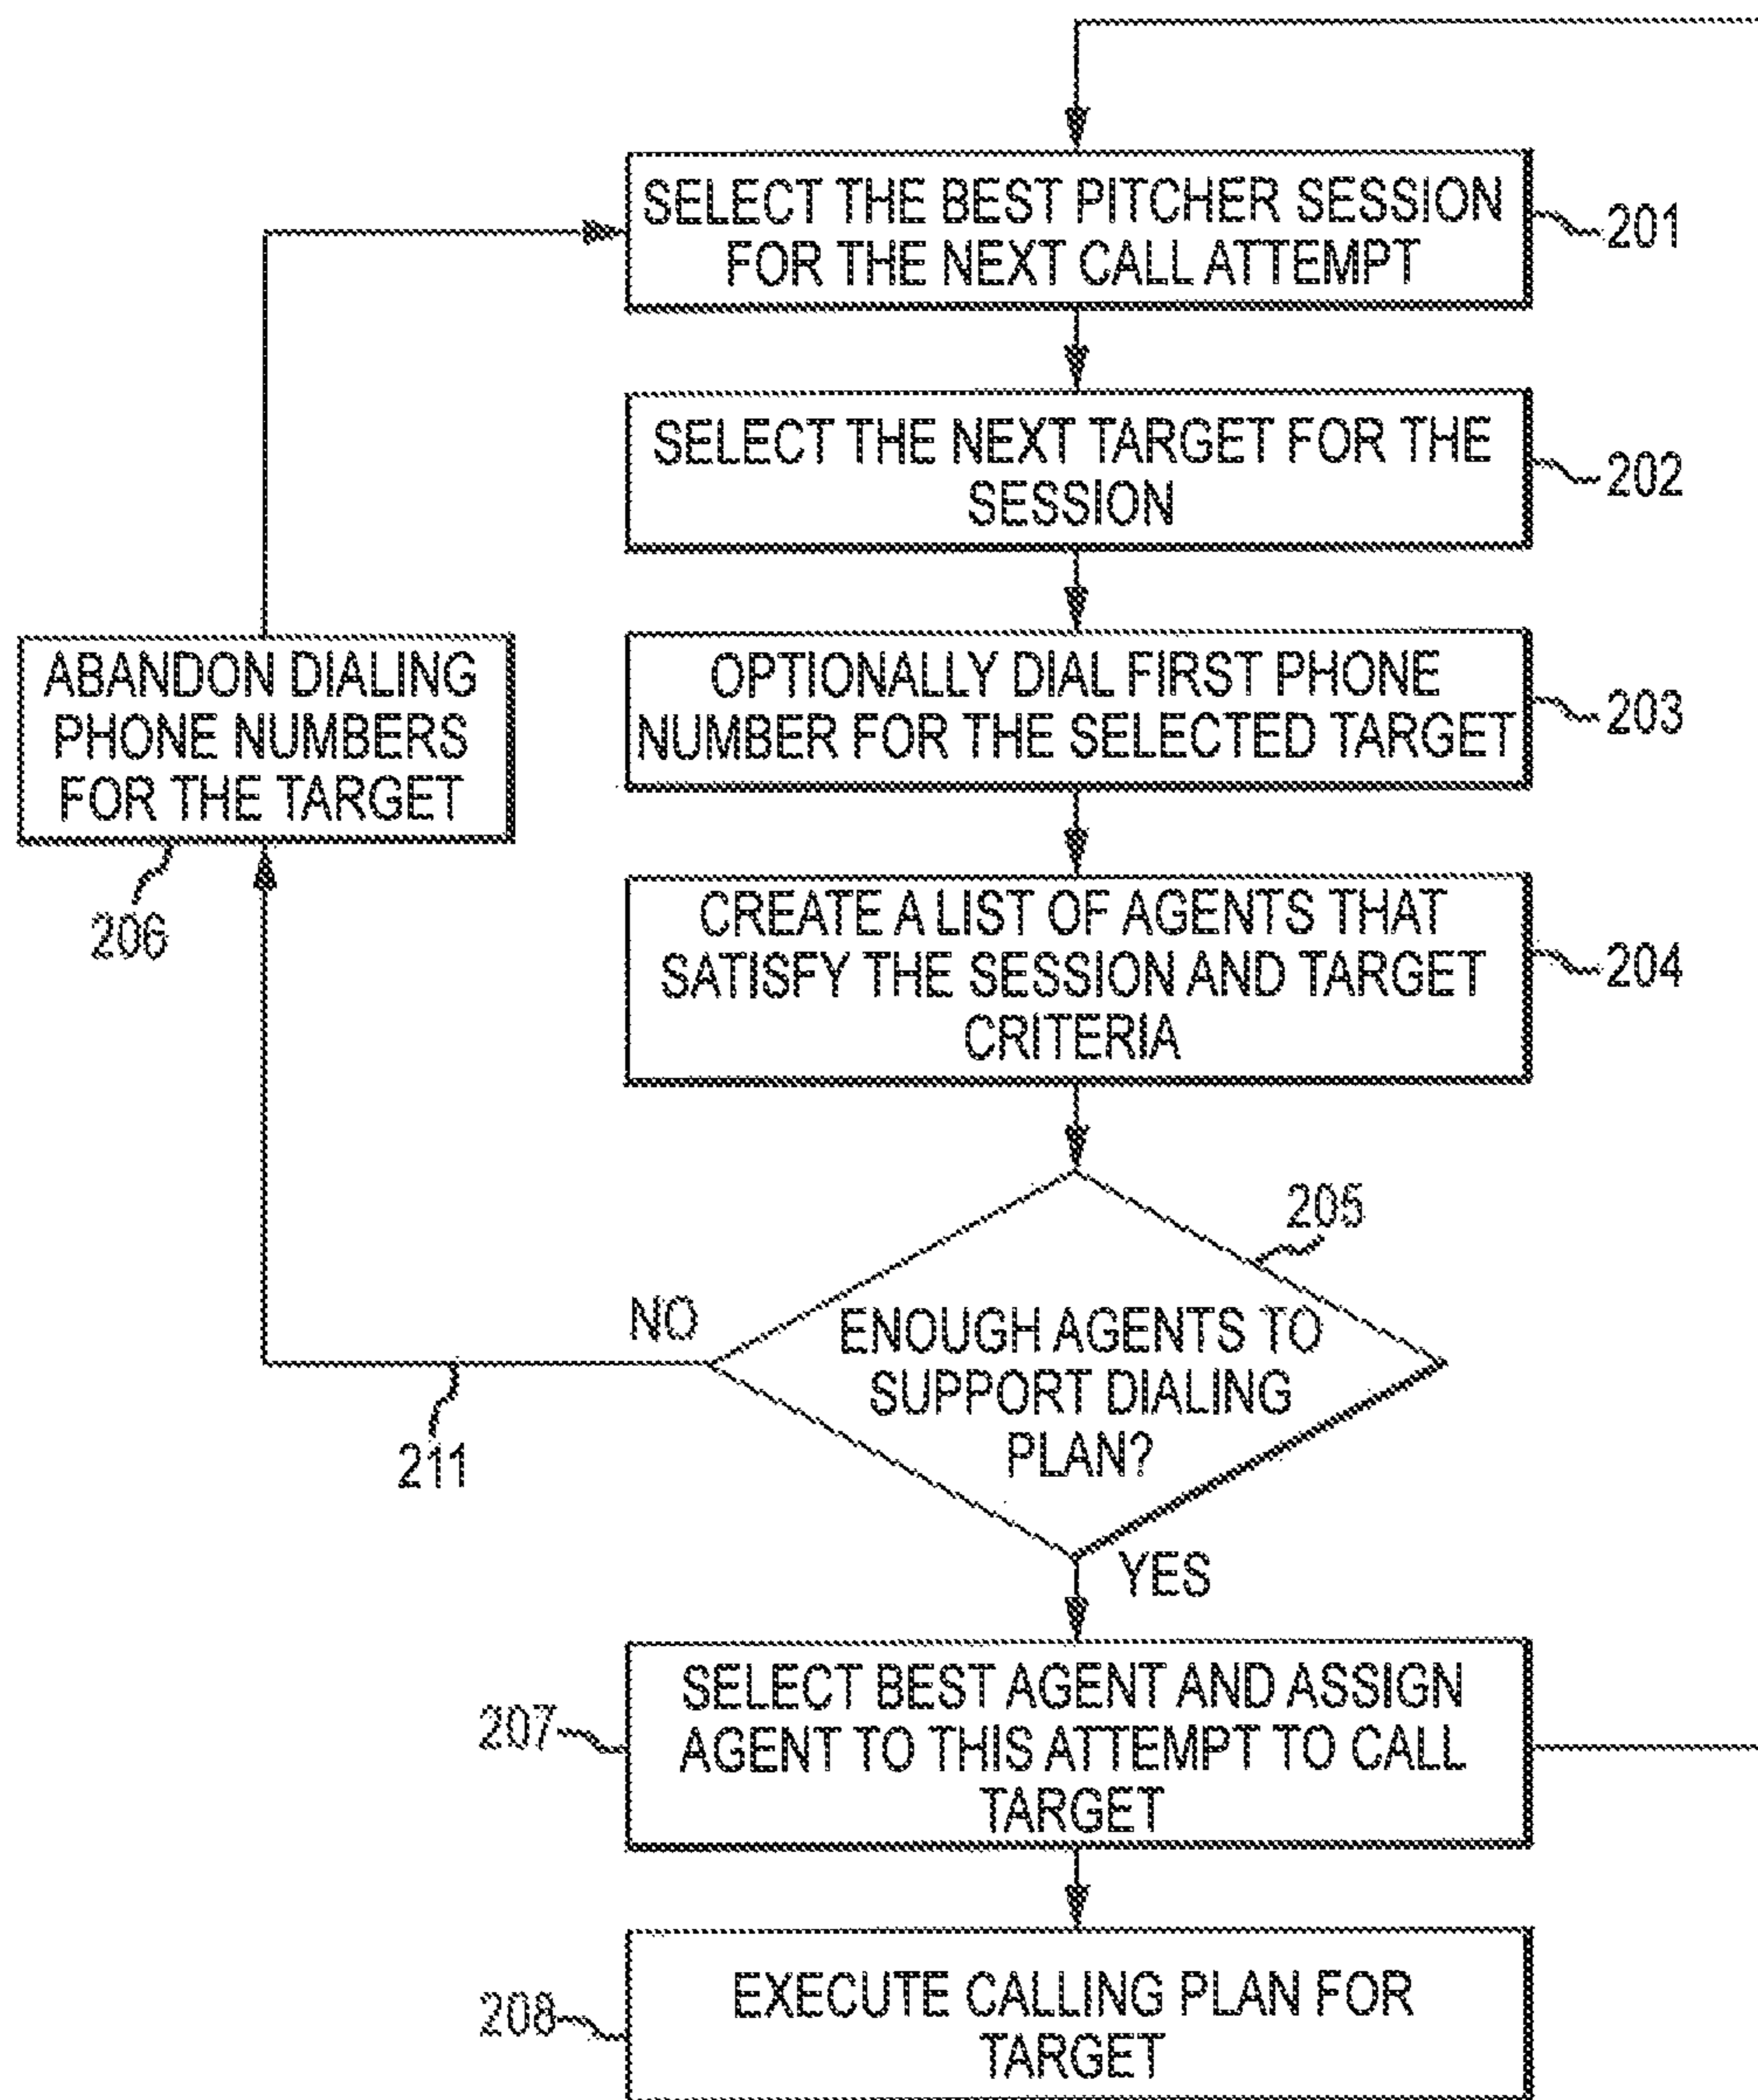 SELECT THE BEST PITCHER SESSION
FOR THE NEXT CALL ATTEMPT
201
SELECT THE NEXT TARGET FOR THE
SESSION
202
OPTIONALLY DIAL FIRST PHONE
NUMBER FOR THE SELECTED TARGET
203
ABANDON DIALING
PHONE NUMBERS
FOR THE TARGET
206
CREATE A LIST OF AGENTS THAT
SATISFY THE SESSION AND TARGET
CRITERIA
204
205
NO
ENOUGH AGENTS TO
SUPPORT DIALING
PLAN?
211
YES
SELECT BEST AGENT AND ASSIGN
AGENT TO THIS ATTEMPT TO CALL
TARGET
207
EXECUTE CALLING PLAN FOR
TARGET
208